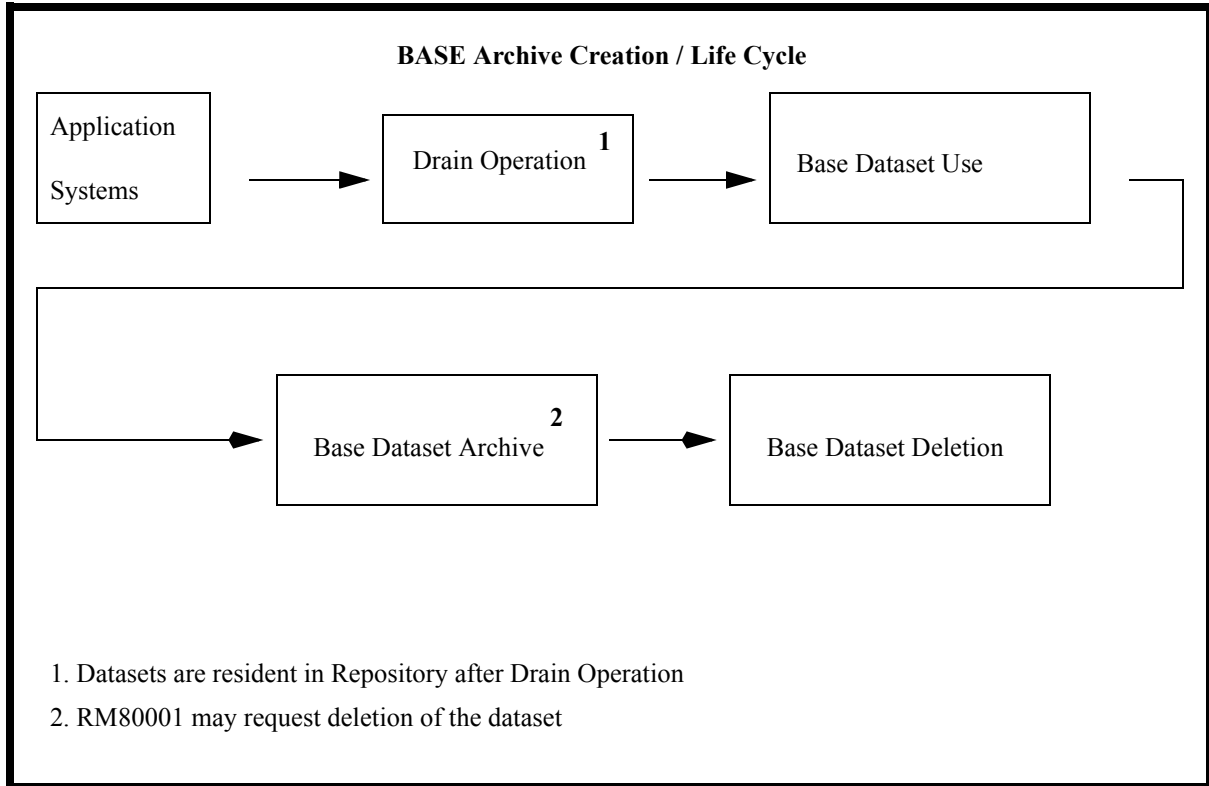 BASE Archive Creation / Life Cycle
Application
Systems
Drain Operation 1
Base Dataset Use
Base Dataset Archive 2
Base Dataset Deletion
1. Datasets are resident in Repository after Drain Operation
2. RM80001 may request deletion of the dataset